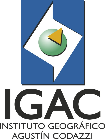 IGAC
INSTITUTO GEOGRÁFICO
AGUSTÍN CODAZZI